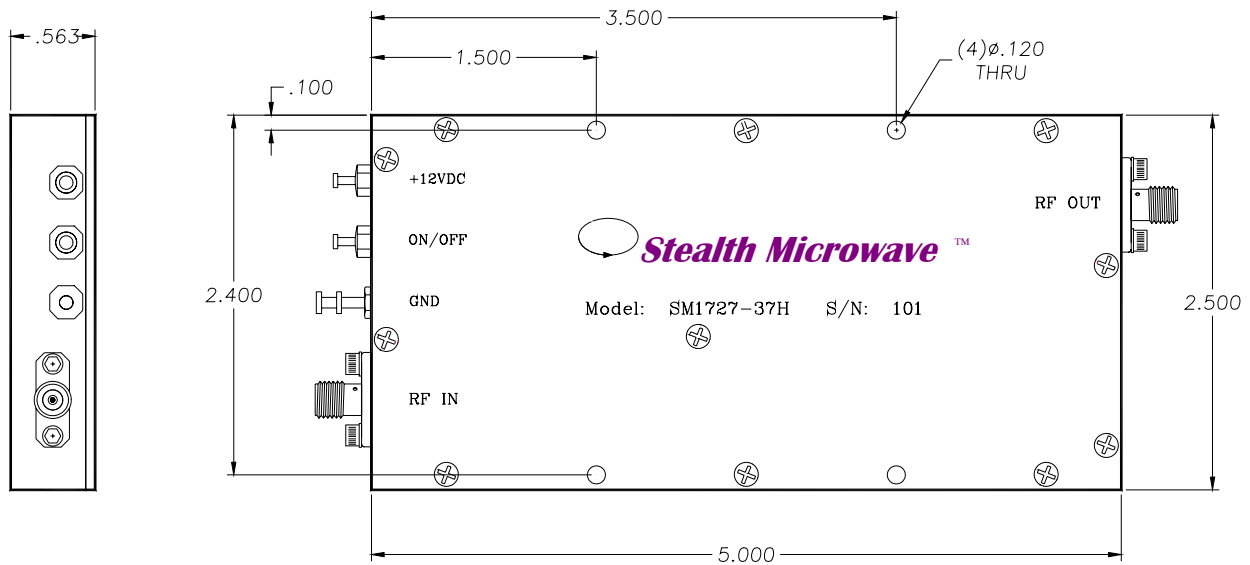 3.500
.563
1.500
(4)ø.120
THRU
.100
+12VDC
RF OUT
ON/OFF
Stealth Microwave ™
2.400
GND
2.500
Model: SM1727-37H S/N: 101
RF IN
5.000